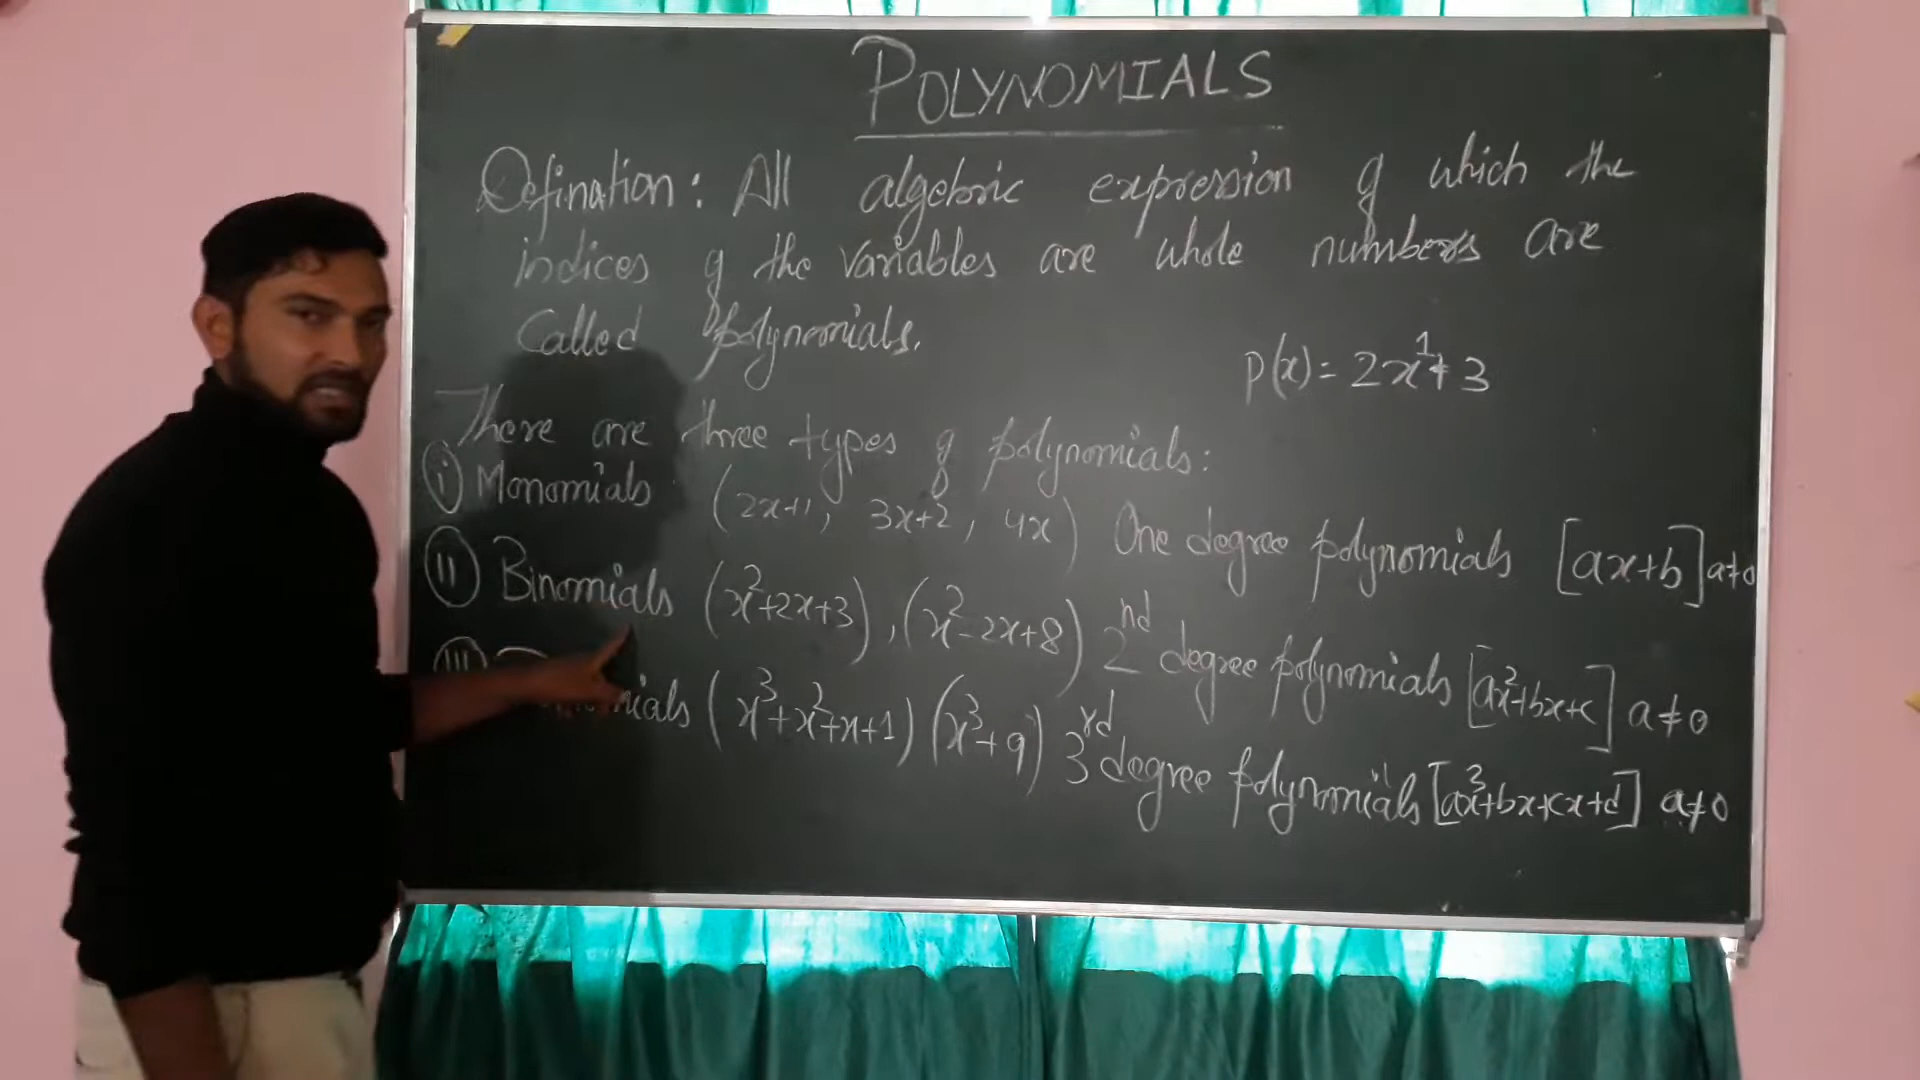 POLYNOMIALS
Defination: All algebric expression of which the
indices of the variables are whole numbers are
Called polynomials.
p(x) = 2x¹+3
There are three types of polynomials:
(i) Monomials (2x+1, 3x+2, 4x) One degree polynomials [ax+b] a≠0
(ii) Binomials (x²+2x+3), (x²-2x+8) 2nd degree polynomials [ax²+bx+c] a≠0
(iii) (x³+x²+x+1) (x³+9) 3rd degree polynomials [ax³+bx+cx+d] a≠0